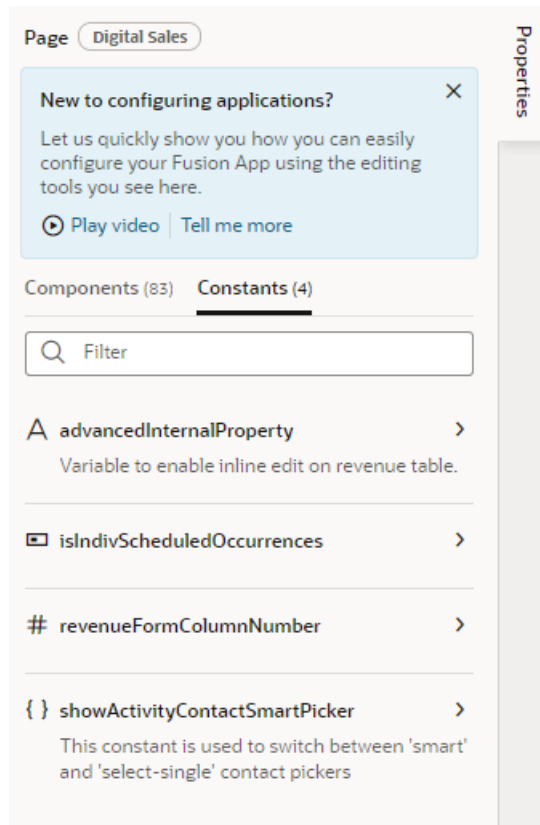 Page Digital Sales
Properties
New to configuring applications?
Let us quickly show you how you can easily
configure your Fusion App using the editing
tools you see here.
Play video Tell me more
Components (83) Constants (4)
Filter
advancedInternalProperty
Variable to enable inline edit on revenue table.
isIndivScheduledOccurrences
# revenueFormColumnNumber
{ } showActivityContactSmartPicker
This constant is used to switch between 'smart'
and 'select-single' contact pickers